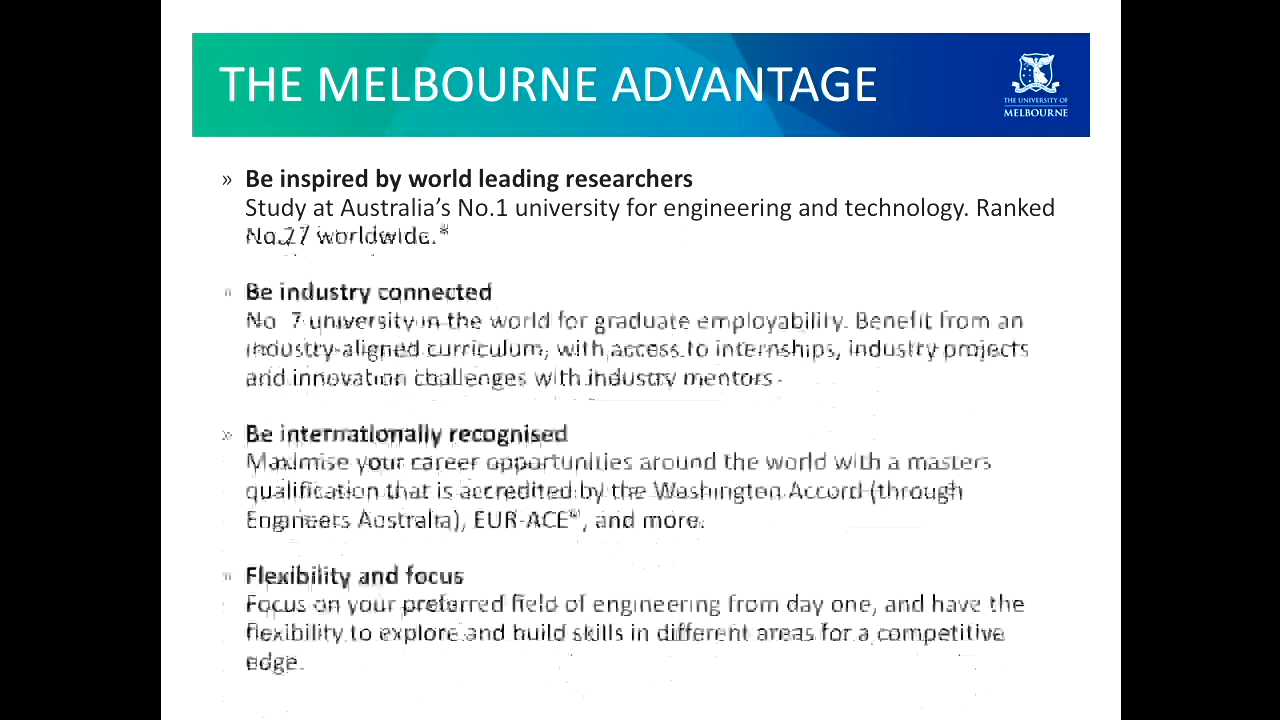 THE MELBOURNE ADVANTAGE
THE UNIVERSITY OF
MELBOURNE
» Be inspired by world leading researchers
Study at Australia’s No.1 university for engineering and technology. Ranked
No.27 worldwide.*
Be industry connected
No 7 university in the world for graduate employability. Benefit from an
industry-aligned curriculum, with access to internships, industry projects
and innovation challenges with industry mentors
» Be internationally recognised
Maximise your career opportunities around the world with a masters
qualification that is accredited by the Washington Accord (through
Engineers Australia), EUR-ACE®, and more.
Flexibility and focus
Focus on your preferred field of engineering from day one, and have the
flexibility to explore and build skills in different areas for a competitive
edge.